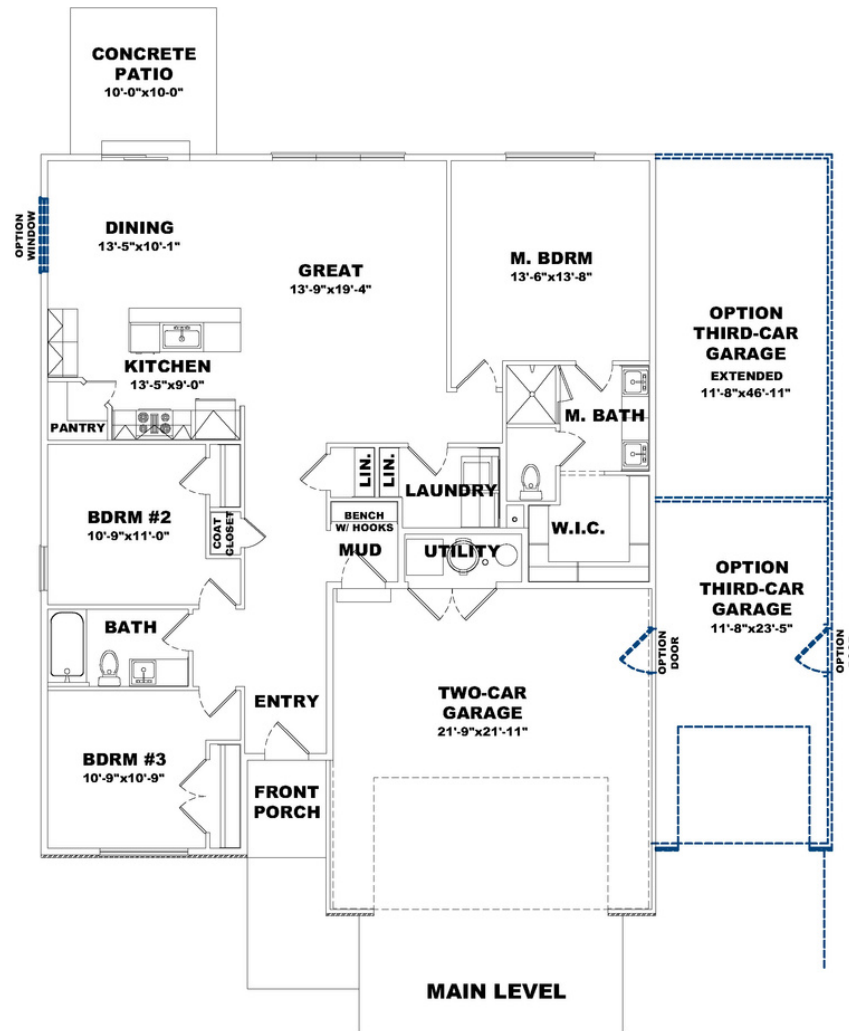 CONCRETE
PATIO
10'-0"x10-0"
OPTION
WINDOW
DINING
13'-5"x10'-1"
GREAT
13'-9"x19'-4"
M. BDRM
13'-6"x13'-8"
OPTION
THIRD-CAR
GARAGE
EXTENDED
11'-8"x46'-11"
KITCHEN
13'-5"x9'-0"
PANTRY
M. BATH
LIN.
LIN.
LAUNDRY
BDRM #2
10'-9"x11'-0"
COAT
CLOSET
BENCH
W/ HOOKS
MUD
UTILITY
W.I.C.
OPTION
THIRD-CAR
GARAGE
11'-8"x23'-5"
BATH
OPTION
DOOR
OPTION
ENTRY
TWO-CAR
GARAGE
21'-9"x21'-11"
BDRM #3
10'-9"x10'-9"
FRONT
PORCH
MAIN LEVEL